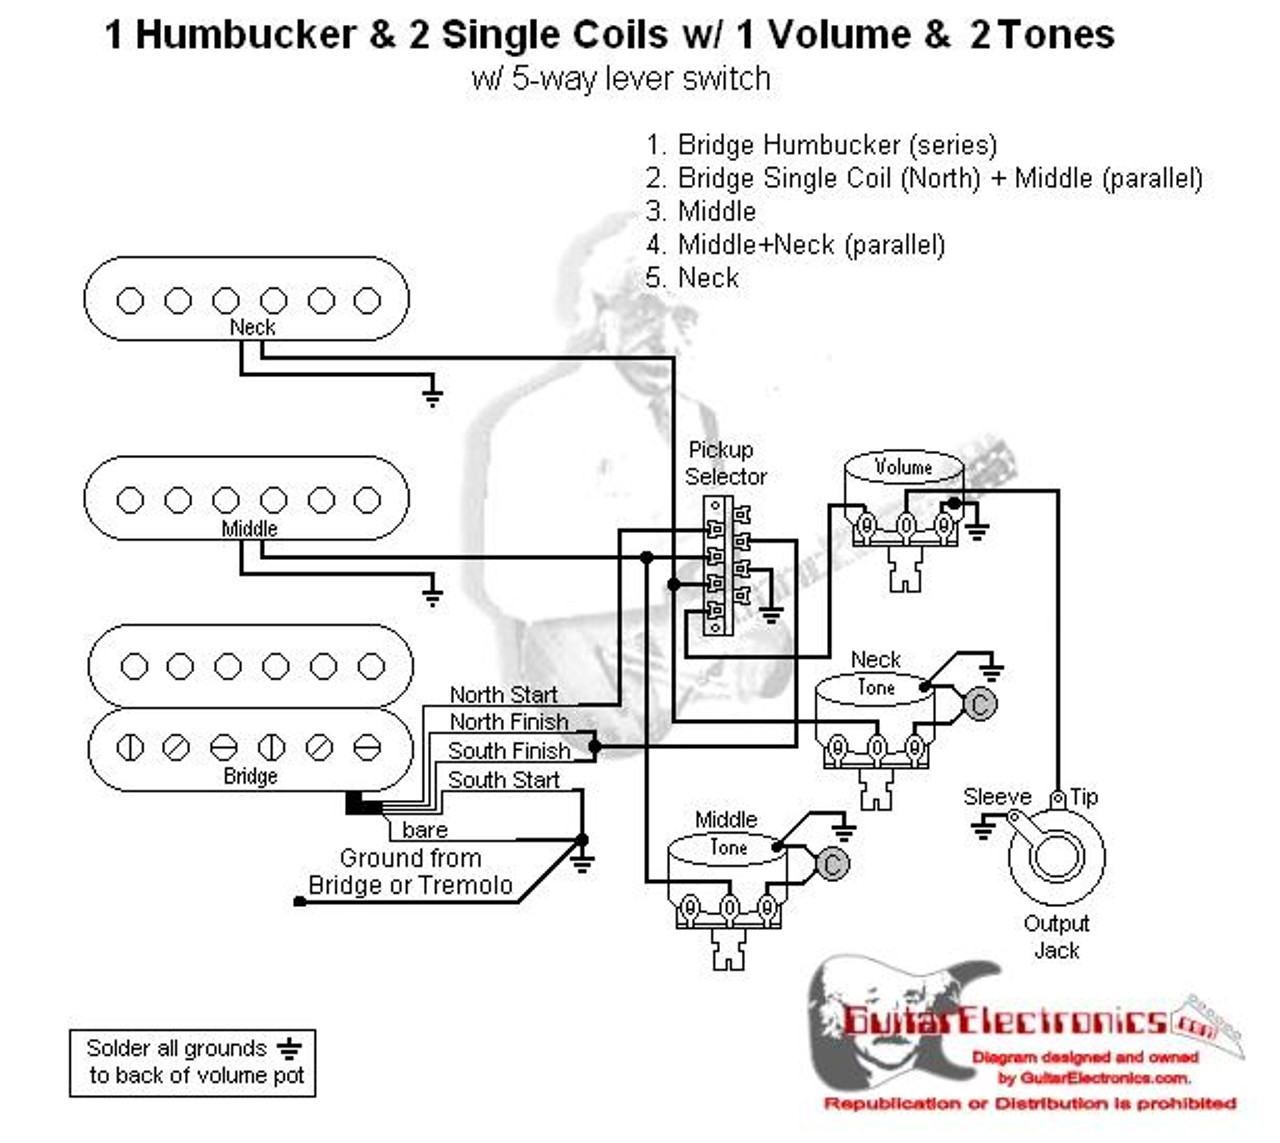 1 Humbucker & 2 Single Coils w/ 1 Volume & 2 Tones
w/ 5-way lever switch
1. Bridge Humbucker (series)
2. Bridge Single Coil (North) + Middle (parallel)
3. Middle
4. Middle+Neck (parallel)
5. Neck
Neck
Middle
Pickup
Selector
Volume
Bridge
North Start
North Finish
South Finish
South Start
bare
Ground from
Bridge or Tremolo
Neck
Tone
C
Middle
Tone
C
Sleeve
Tip
Output
Jack
Solder all grounds
to back of volume pot
GuitarElectronics.com
Diagram designed and owned
by GuitarElectronics.com.
Republication or Distribution is prohibited